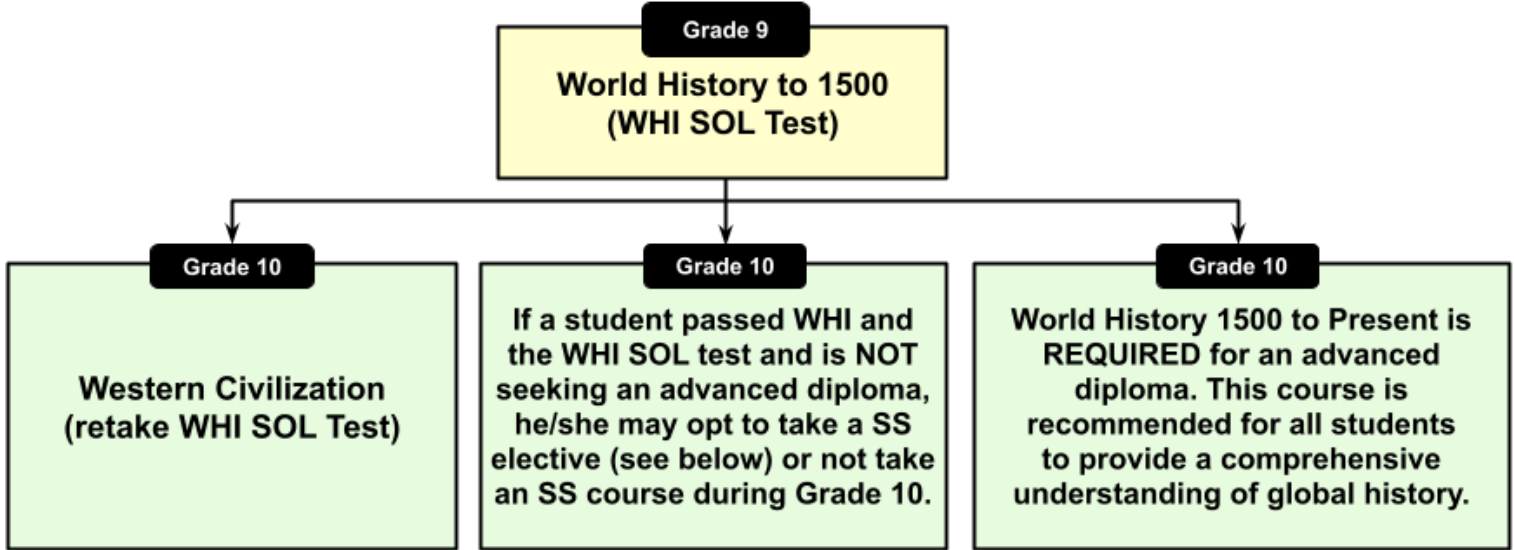 Grade 9
World History to 1500
(WHI SOL Test)
Grade 10
Western Civilization
(retake WHI SOL Test)
Grade 10
If a student passed WHI and
the WHI SOL test and is NOT
seeking an advanced diploma,
he/she may opt to take a SS
elective (see below) or not take
an SS course during Grade 10.
Grade 10
World History 1500 to Present is
REQUIRED for an advanced
diploma. This course is
recommended for all students
to provide a comprehensive
understanding of global history.